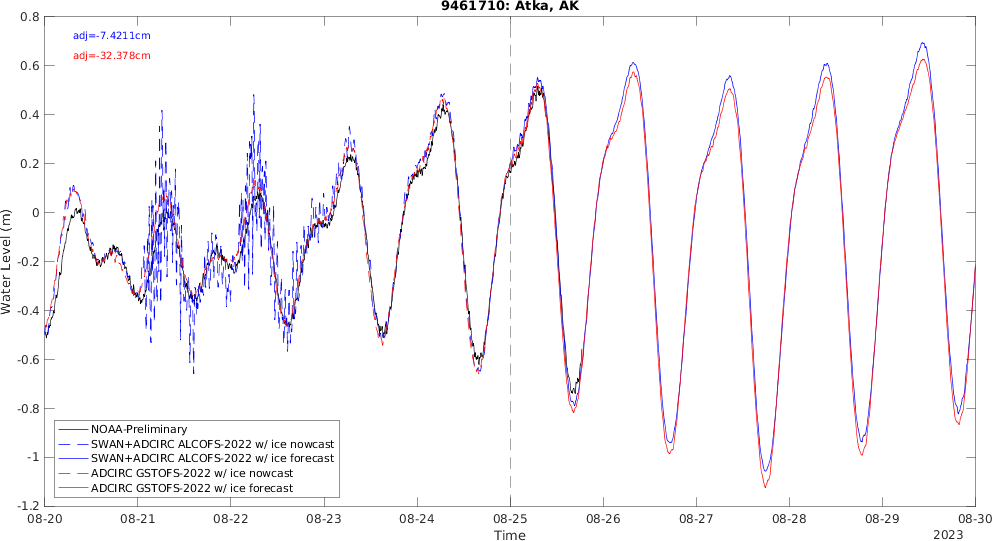 9461710: Atka, AK
adj=-7.4211cm
adj=-32.378cm
0.8
0.6
0.4
0.2
0
-0.2
-0.4
-0.6
-0.8
-1
-1.2
Water Level (m)
NOAA-Preliminary
SWAN+ADCIRC ALCOFS-2022 w/ ice nowcast
SWAN+ADCIRC ALCOFS-2022 w/ ice forecast
ADCIRC GSTOFS-2022 w/ ice nowcast
ADCIRC GSTOFS-2022 w/ ice forecast
08-20 08-21 08-22 08-23 08-24 08-25 08-26 08-27 08-28 08-29 08-30
Time
2023